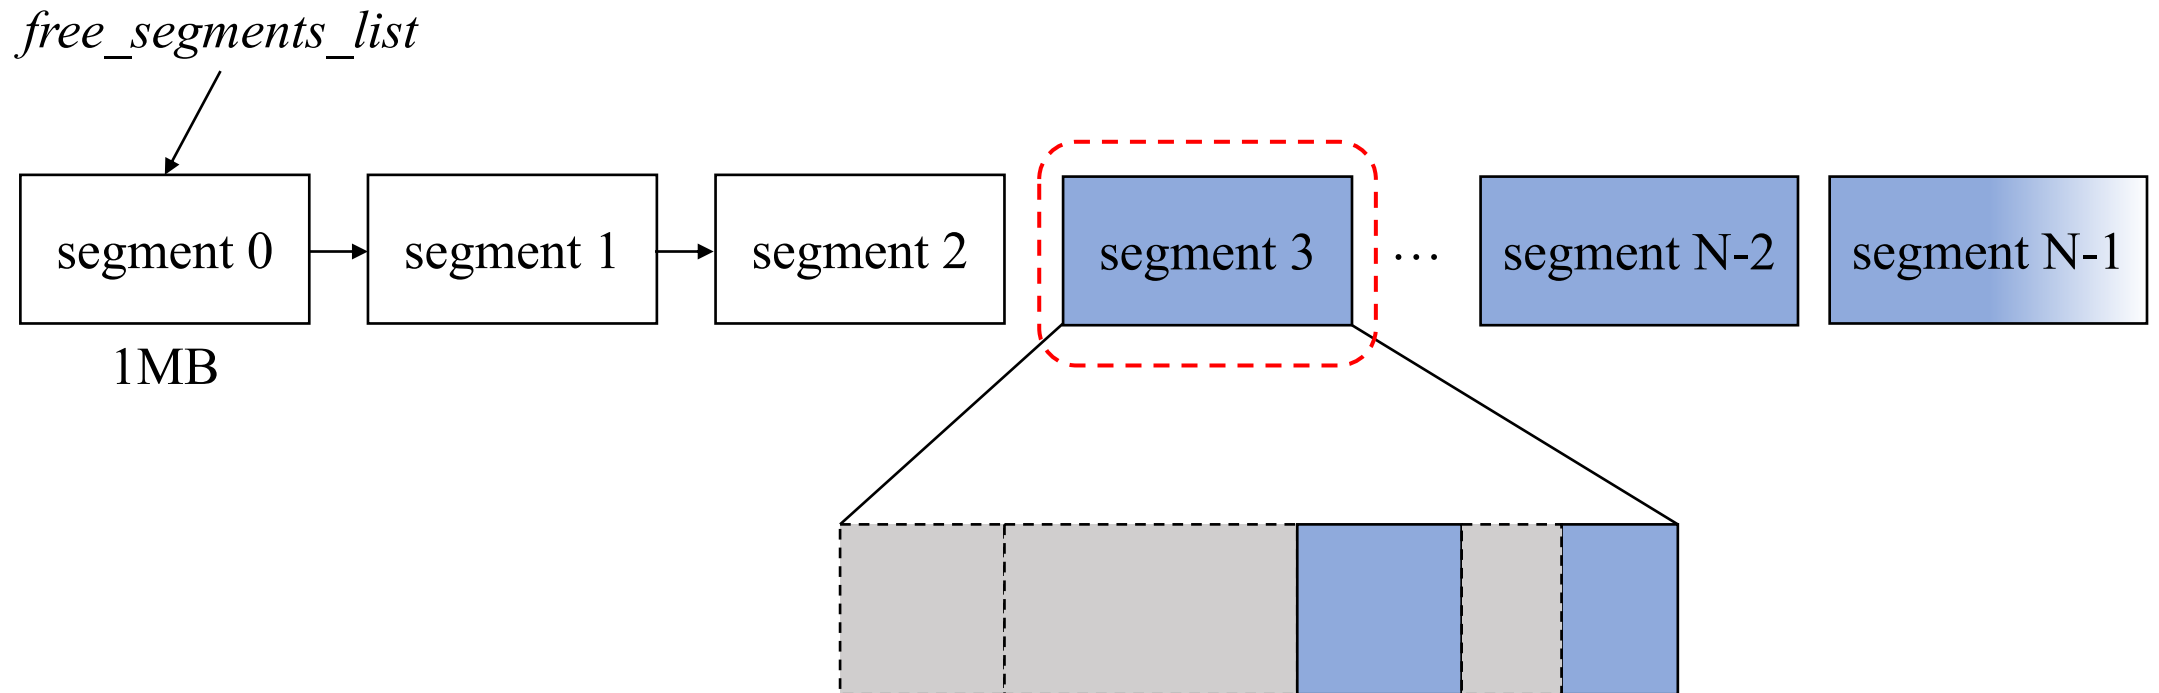 free_segments_list
segment 0
segment 1
segment 2
segment 3
···
segment N-2
segment N-1
1MB